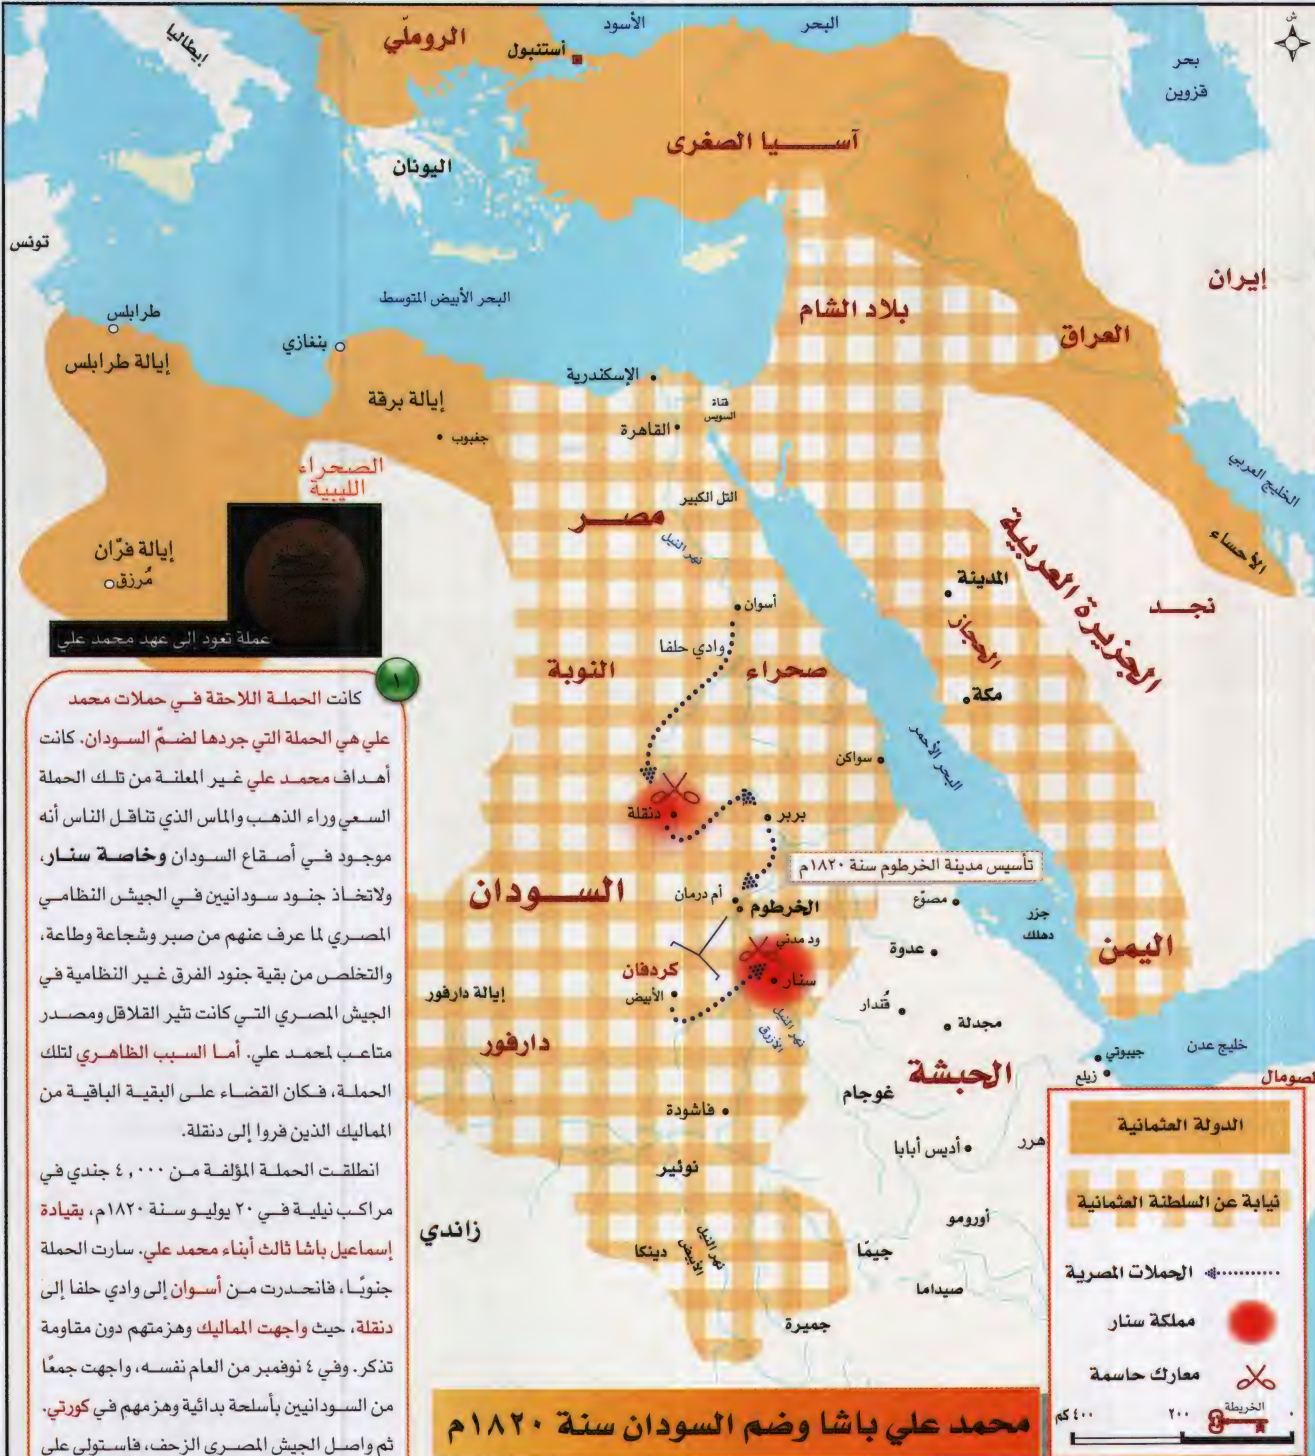 ش
إيطاليا
الروملّي
أستنبول
الأسود
البحر
بحر
قزوين
آسيا الصغرى
اليونان
تونس
إيران
البحر الأبيض المتوسط
بلاد الشام
العراق
طرابلس
إيالة طرابلس
بنغازي
إيالة برقة
جغبوب
الإسكندرية
القاهرة
قناة
السويس
الخليج العربي
الصحراء
الليبية
التل الكبير
مصر
نهر النيل
الجزيرة العربية
الأحساء
نجد
إيالة فزّان
مُرزق
عملة تعود إلى عهد محمد علي
المدينة
الحجاز
مكة
أسوان
وادي حلفا
النوبة
صحراء
سواكن
البحر الأحمر
دنقلة
بربر
تأسيس مدينة الخرطوم سنة ١٨٢٠م
السودان
أم درمان
الخرطوم
مصوّع
جزر
دهلك
اليمن
ود مدني
عدوة
كردفان
الأبيض
سنار
إيالة دارفور
دارفور
نهر النيل
الأزرق
قُندار
مجدلة
خليج عدن
جيبوتي
زيلع
الصومال
الحبشة
غوجام
فاشودة
أديس أبابا
هرر
نوئير
زاندي
دينكا
نهر النيل
الأبيض
جيمّا
أورومو
صيداما
جميرة
١
كانت الحملة اللاحقة في حملات محمد
علي هي الحملة التي جردها لضمّ السودان. كانت
أهداف محمد علي غير المعلنة من تلك الحملة
السعي وراء الذهب والماس الذي تناقل الناس أنه
موجود في أصقاع السودان وخاصة سنار،
ولاتخاذ جنود سودانيين في الجيش النظامي
المصري لما عرف عنهم من صبر وشجاعة وطاعة،
والتخلص من بقية جنود الفرق غير النظامية في
الجيش المصري التي كانت تثير القلاقل ومصدر
متاعب لمحمد علي. أما السبب الظاهري لتلك
الحملة، فكان القضاء على البقية الباقية من
المماليك الذين فروا إلى دنقلة.
انطلقت الحملة المؤلفة من ٤,٠٠٠ جندي في
مراكب نيلية في ٢٠ يوليو سنة ١٨٢٠م، بقيادة
إسماعيل باشا ثالث أبناء محمد علي. سارت الحملة
جنوبًا، فانحدرت من أسوان إلى وادي حلفا إلى
دنقلة، حيث واجهت المماليك وهزمتهم دون مقاومة
تذكر. وفي ٤ نوفمبر من العام نفسه، واجهت جمعًا
من السودانيين بأسلحة بدائية وهزمهم في كورتي.
ثم واصل الجيش المصري الزحف، فاستولى على
الدولة العثمانية
نيابة عن السلطنة العثمانية
الحملات المصرية
مملكة سنار
معارك حاسمة
الخريطة
٠ ٢٠٠ ٤٠٠ كم
محمد علي باشا وضم السودان سنة ١٨٢٠م